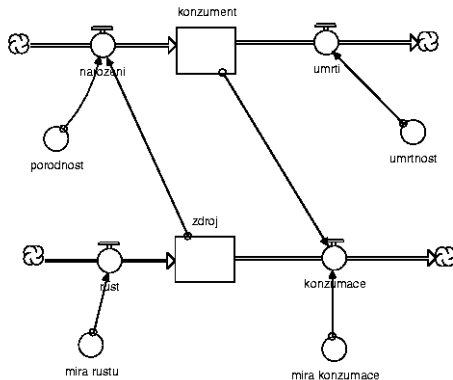 konzument
narozeni
umrti
porodnost
umrtnost
zdroj
rust
konzumace
mira rustu
mira konzumace